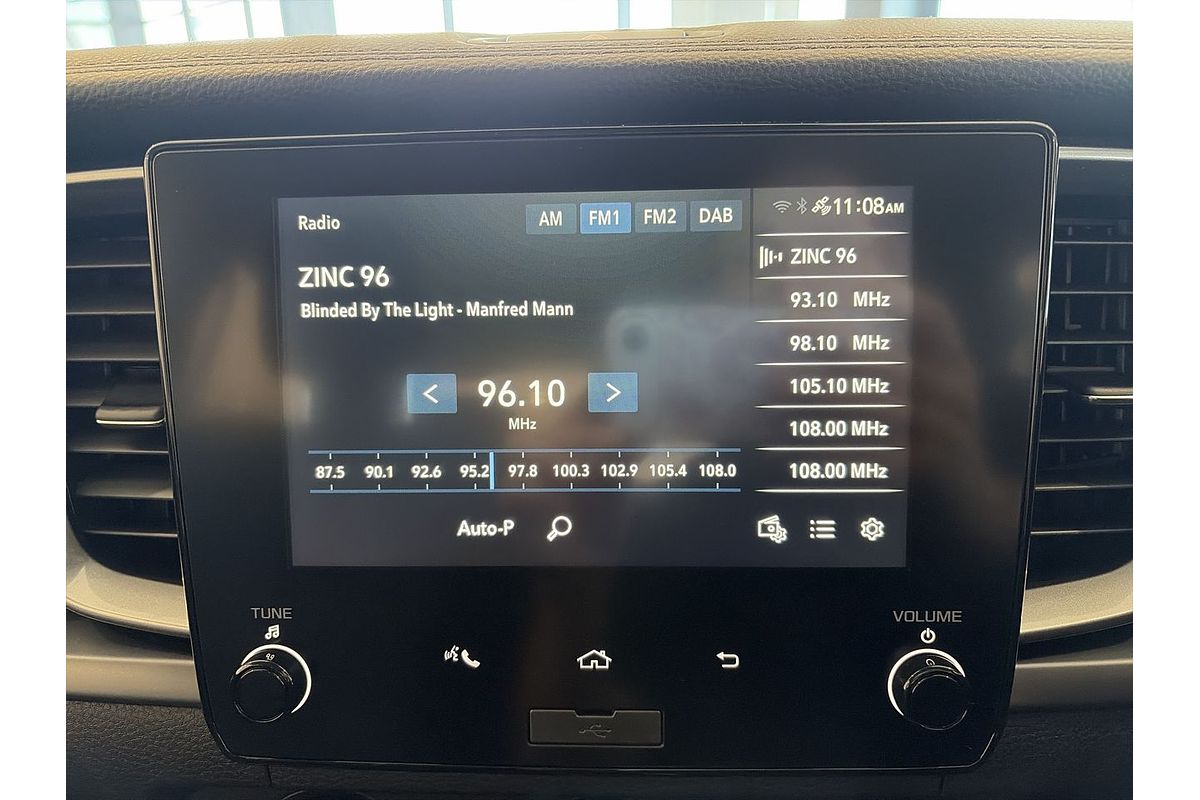 Radio
AM FM1 FM2 DAB
11:08AM
ZINC 96
Blinded By The Light - Manfred Mann
< 96.10 >
MHz
87.5 90.1 92.6 95.2 97.8 100.3 102.9 105.4 108.0
Auto-P
ZINC 96
93.10 MHz
98.10 MHz
105.10 MHz
108.00 MHz
108.00 MHz
TUNE
VOLUME